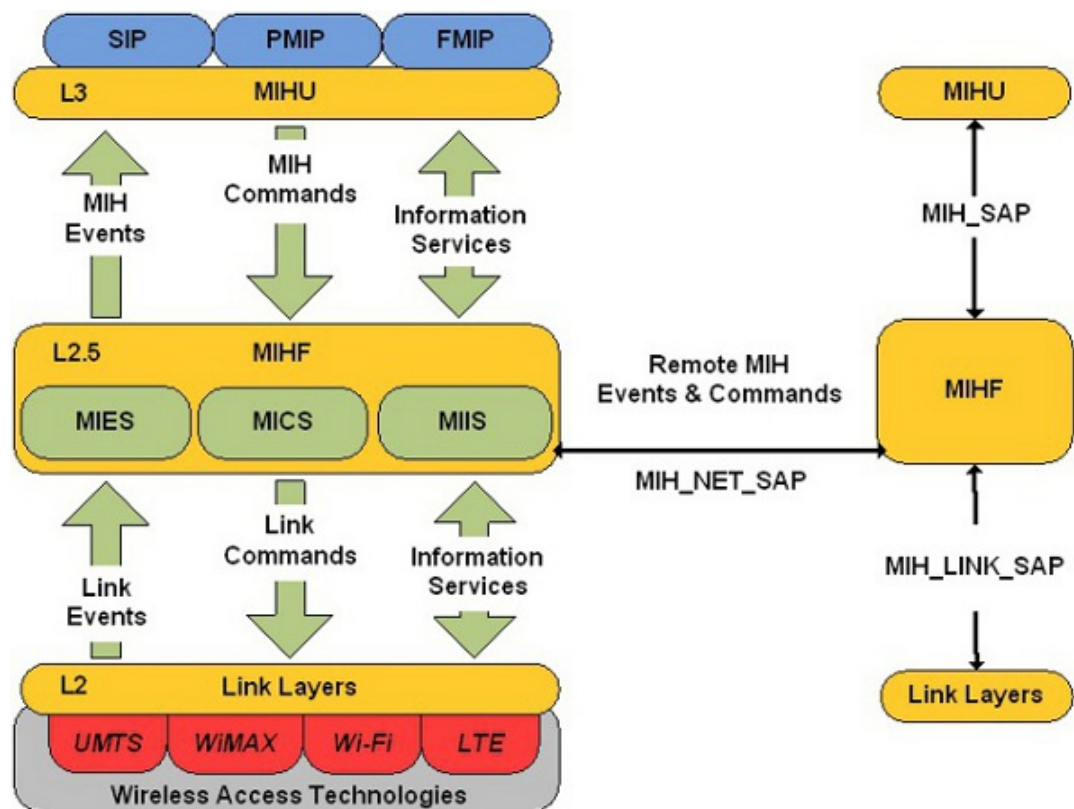 SIP PMIP FMIP
L3 MIHU
MIHU
MIH
Events
MIH
Commands
Information
Services
MIH_SAP
L2.5 MIHF
MIES MICS MIIS
Remote MIH
Events & Commands
MIH_NET_SAP
MIHF
Link
Events
Link
Commands
Information
Services
MIH_LINK_SAP
L2 Link Layers
Link Layers
UMTS WiMAX Wi-Fi LTE
Wireless Access Technologies